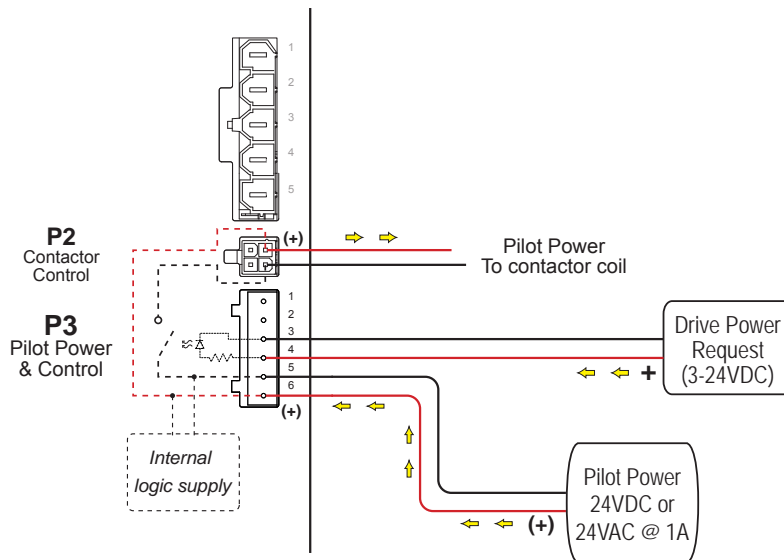 1
2
3
4
5
P2
Contactor
Control
(+)
Pilot Power
To contactor coil
P3
Pilot Power
& Control
1
2
3
4
5
6
(+)
Drive Power
Request
(3-24VDC)
+
Internal
logic supply
Pilot Power
24VDC or
24VAC @ 1A
(+)